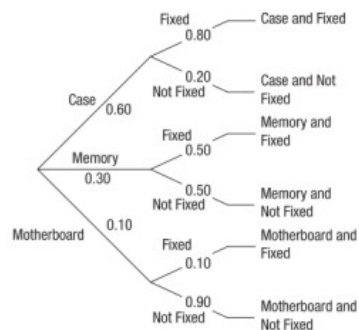 Fixed
0.80
Case and Fixed
0.20
Not Fixed
Case and Not
Fixed
Case
0.60
Fixed
0.50
Memory and
Fixed
Memory
0.30
0.50
Not Fixed
Memory and
Not Fixed
0.10
Motherboard
Fixed
0.10
Motherboard and
Fixed
0.90
Not Fixed
Motherboard and
Not Fixed